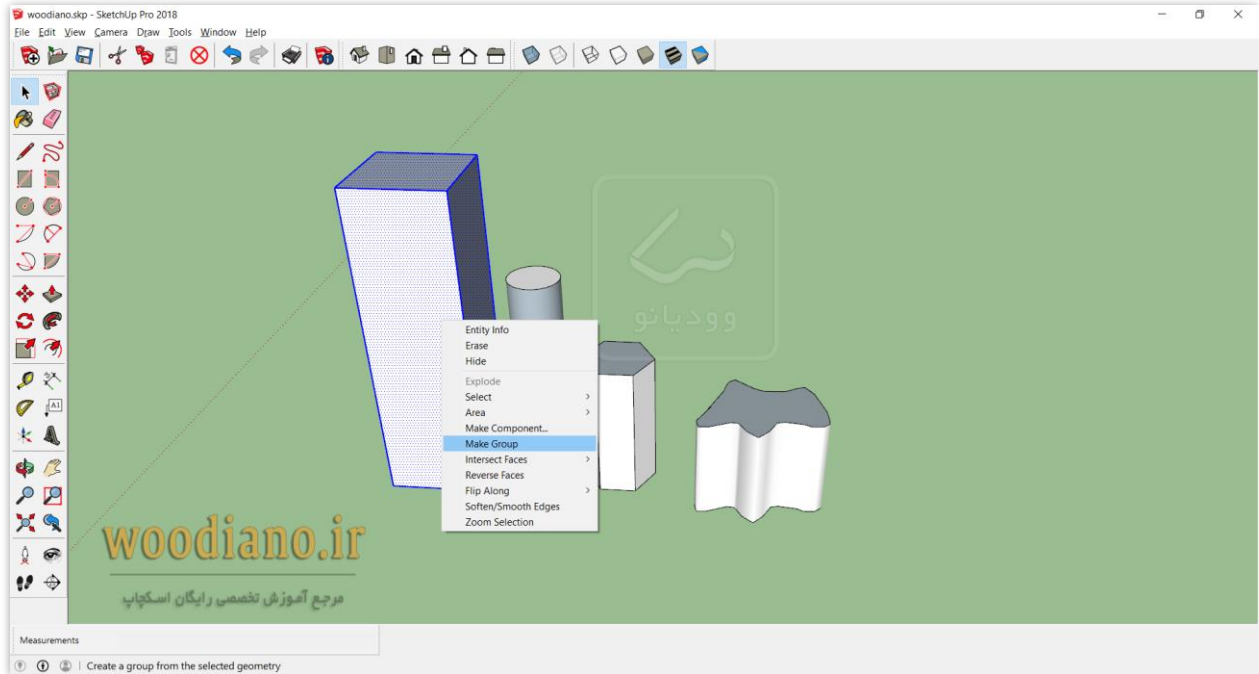 woodiano.skp - SketchUp Pro 2018
File Edit View Camera Draw Tools Window Help
A1
وودیانو
Entity Info
Erase
Hide
Explode
Select
Area
Make Component...
Make Group
Intersect Faces
Reverse Faces
Flip Along
Soften/Smooth Edges
Zoom Selection
woodiano.ir
مرجع آموزش تخصصی رایگان اسکچاپ
Measurements
Create a group from the selected geometry